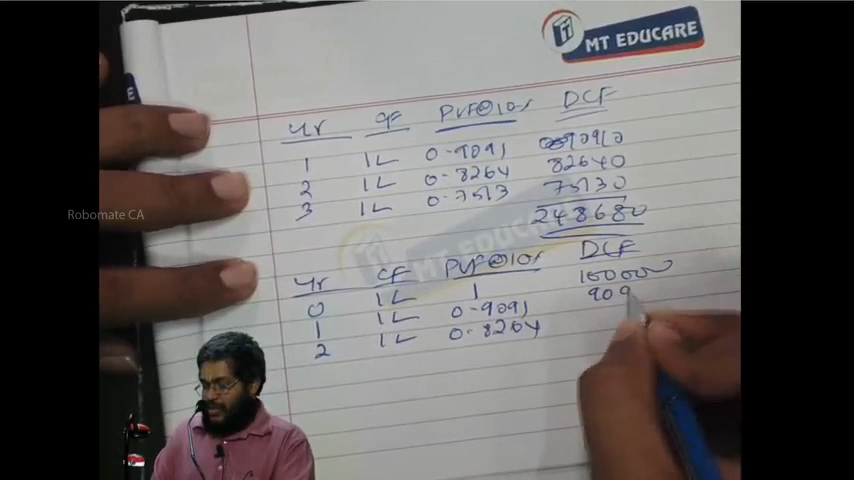 MT EDUCARE
Yr CF PVF@10% DCF
1 1L 0.9091 90910
2 1L 0.8264 82640
3 1L 0.7513 75130
248680
MT EDUCARE
Yr CF PVF@10% DCF
0 1L 1 100000
1 1L 0.9091 909
2 1L 0.8264
Robomate CA